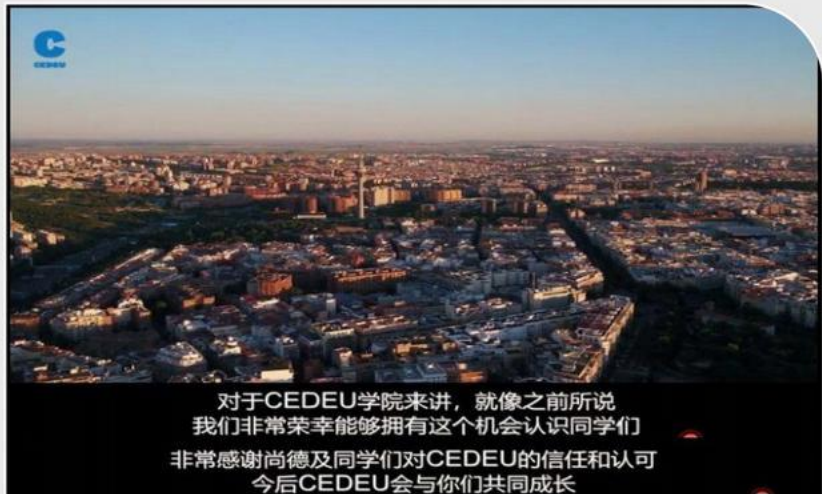 C
CEDEU
对于CEDEU学院来讲，就像之前所说
我们非常荣幸能够拥有这个机会认识同学们
非常感谢尚德及同学们对CEDEU的信任和认可
今后CEDEU会与你们共同成长